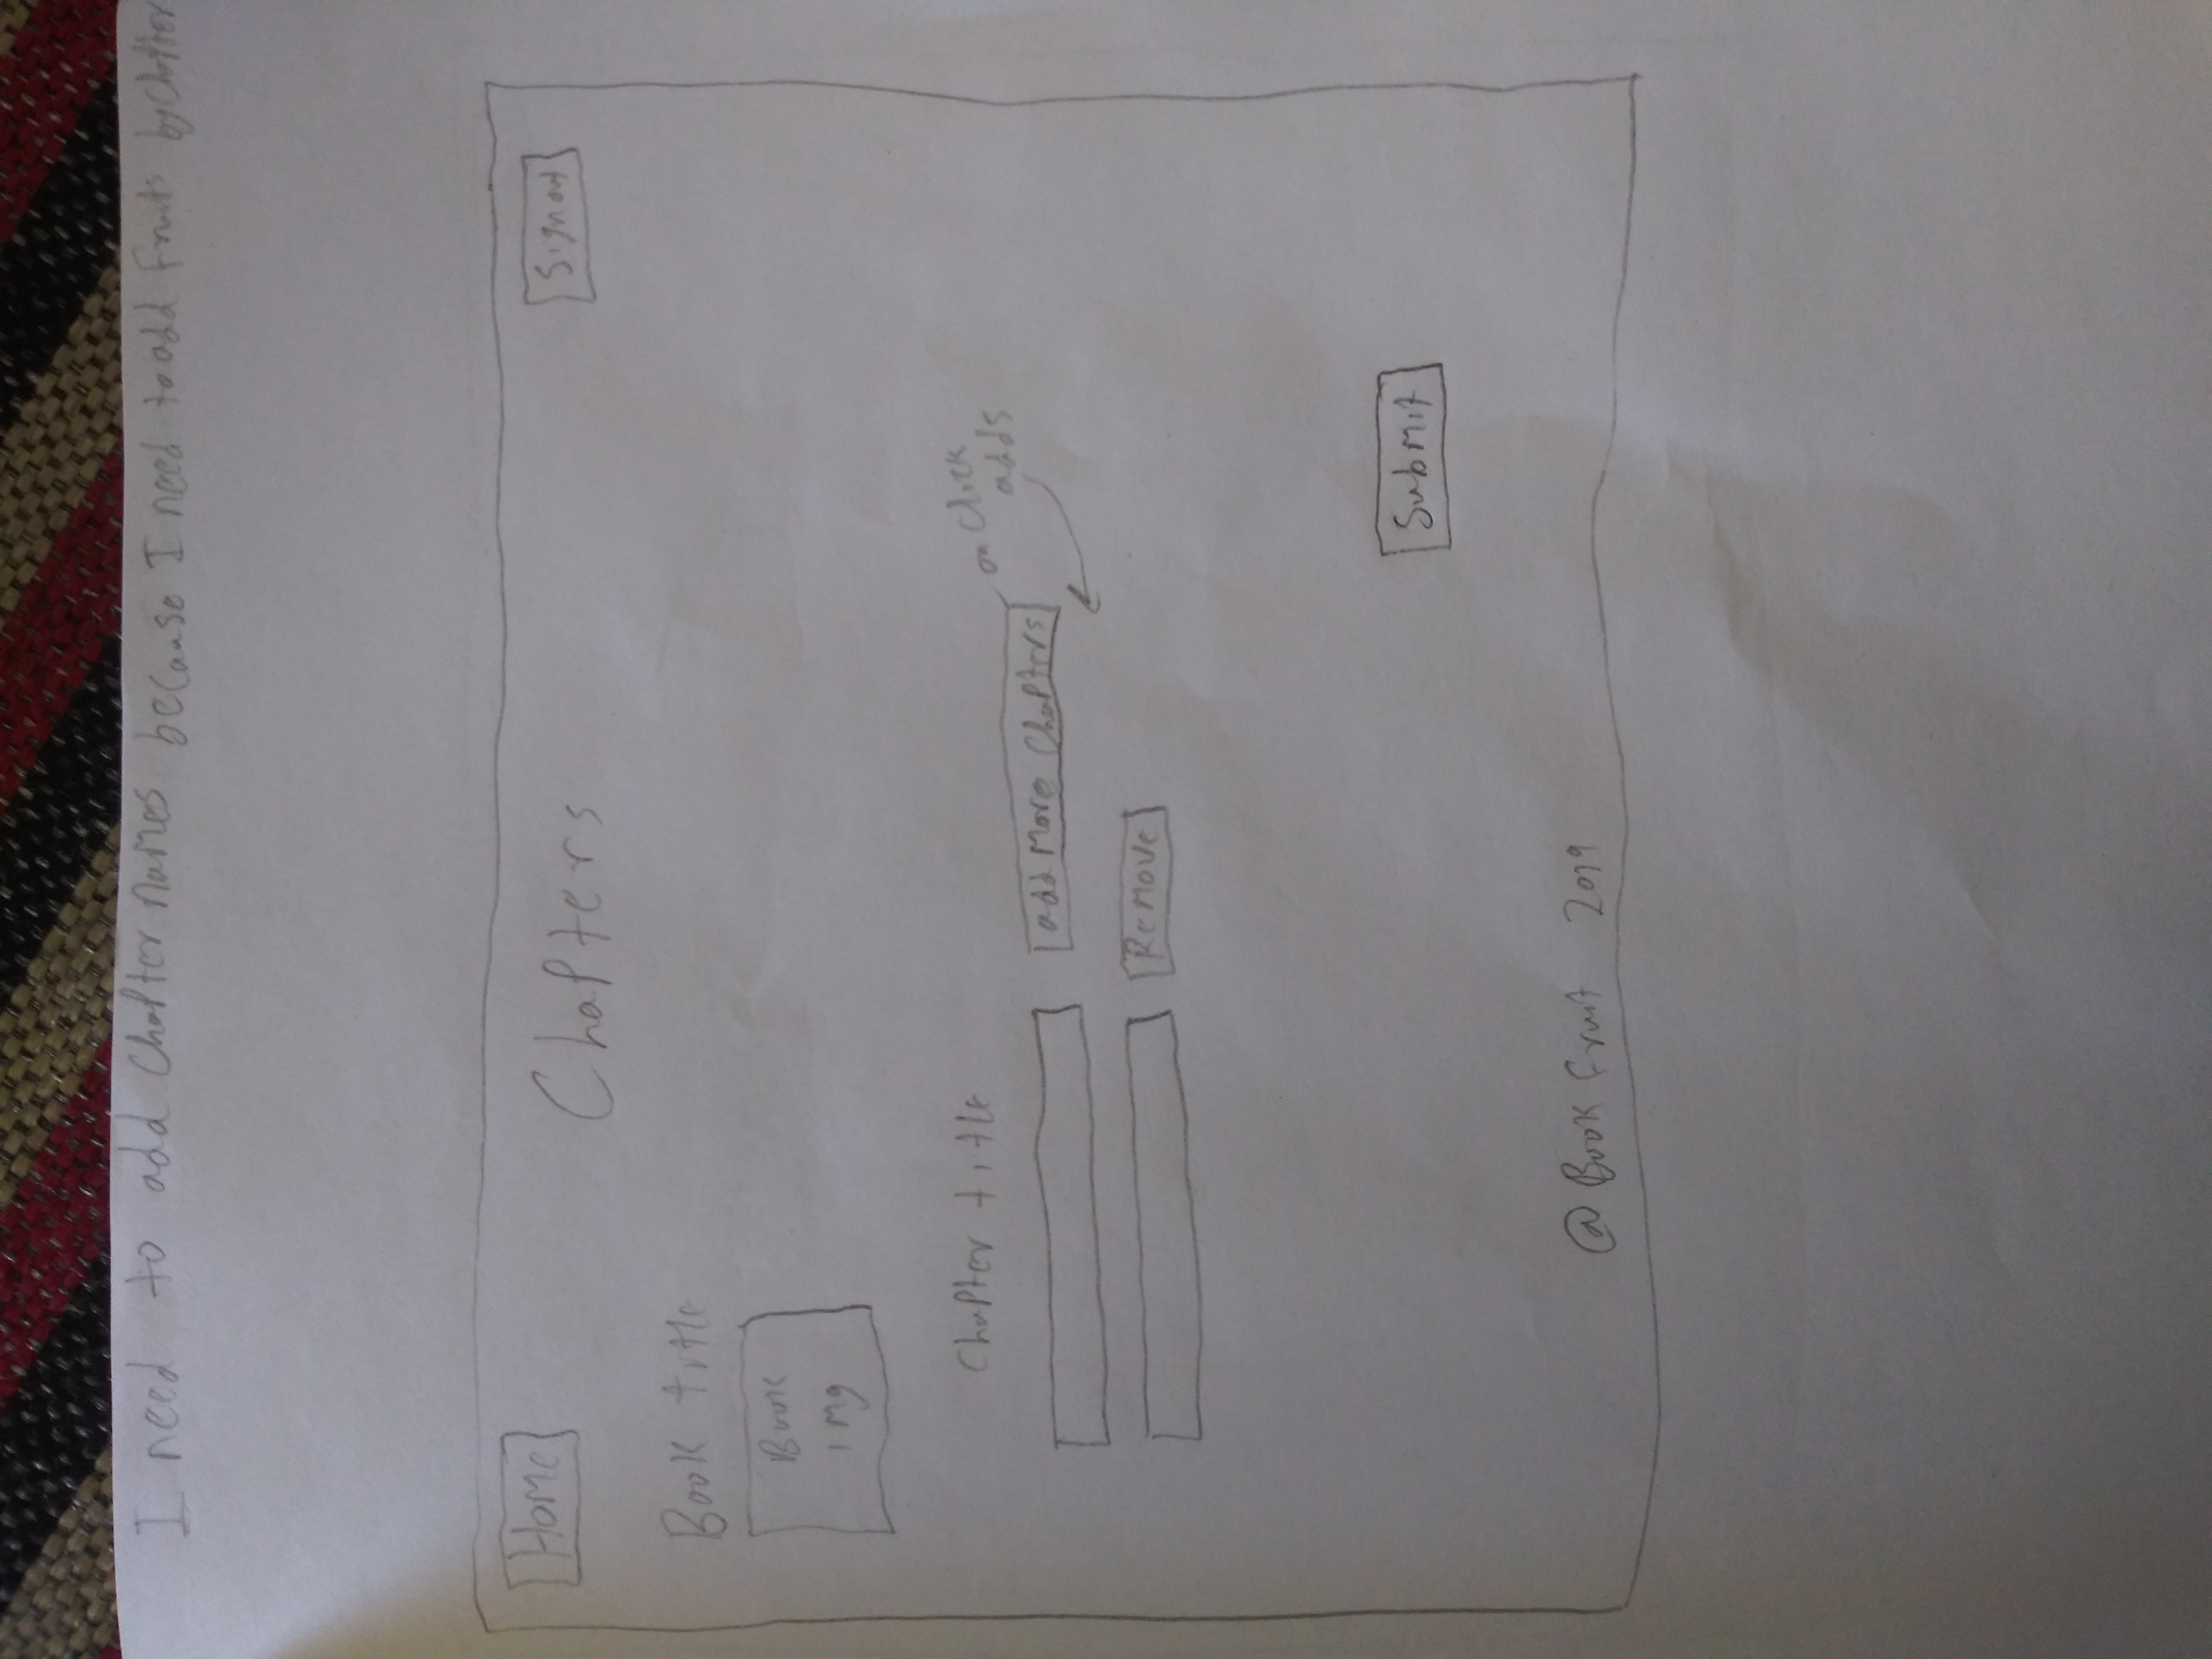 I need to add Chapter names because I need to add Fruits by Chapter
Home
Chapters
Signout
Book title
Book
img
Chapter title
on Click
adds
add more Chapters
Remove
Submit
@ Book Fruit 2019